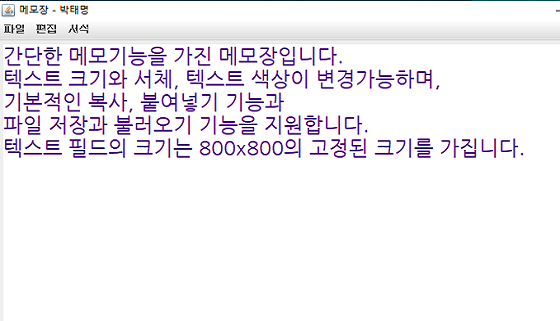 메모장 - 박태명
파일 편집 서식
간단한 메모기능을 가진 메모장입니다.
텍스트 크기와 서체, 텍스트 색상이 변경가능하며,
기본적인 복사, 붙여넣기 기능과
파일 저장과 불러오기 기능을 지원합니다.
텍스트 필드의 크기는 800x800의 고정된 크기를 가집니다.